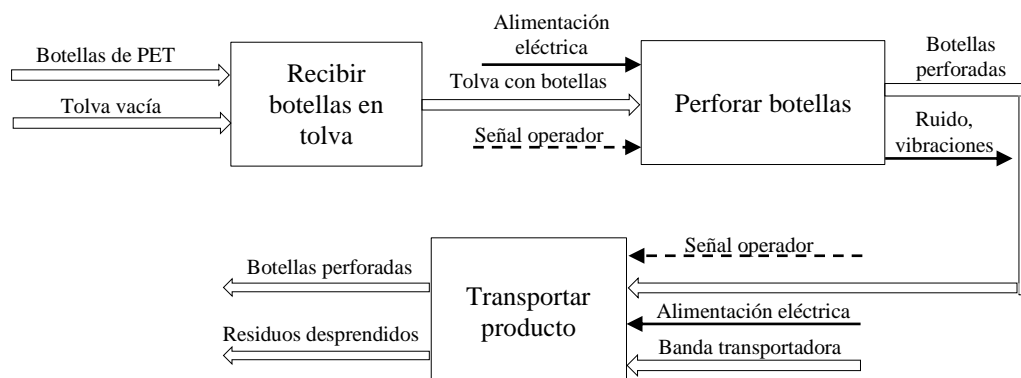 Botellas de PET
Tolva vacía
Recibir
botellas en
tolva
Alimentación
eléctrica
Tolva con botellas
Señal operador
Perforar botellas
Botellas
perforadas
Ruido,
vibraciones
Señal operador
Alimentación eléctrica
Banda transportadora
Transportar
producto
Botellas perforadas
Residuos desprendidos